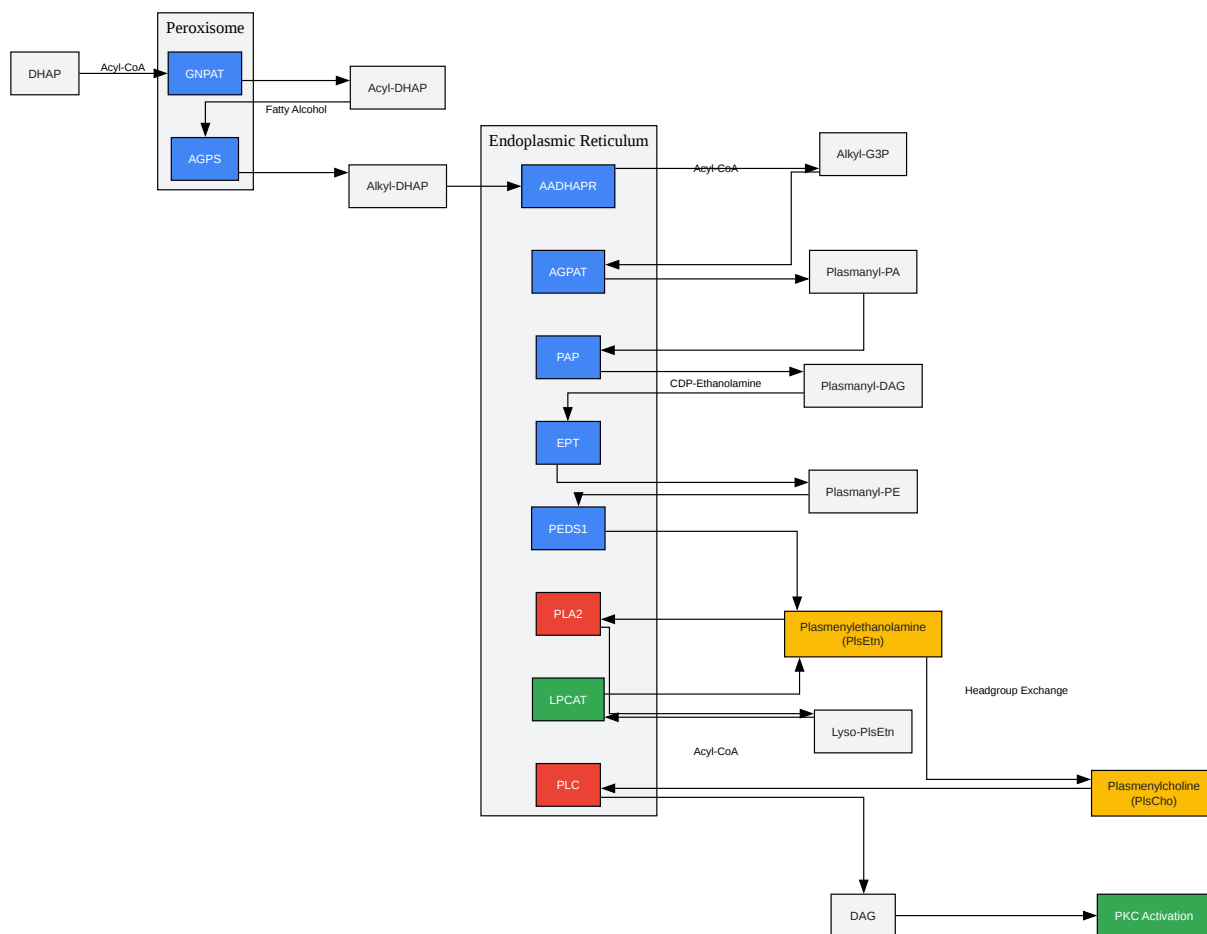 Peroxisome
DHAP
Acyl-CoA
GNPAT
Acyl-DHAP
Fatty Alcohol
AGPS
Alkyl-DHAP
Endoplasmic Reticulum
AADHAPR
Acyl-CoA
Alkyl-G3P
AGPAT
Plasmanyl-PA
PAP
Plasmanyl-DAG
CDP-Ethanolamine
EPT
Plasmanyl-PE
PEDS1
PLA2
Plasmenylethanolamine
(PlsEtn)
LPCAT
Headgroup Exchange
Lyso-PlsEtn
Acyl-CoA
PLC
Plasmenylcholine
(PlsCho)
DAG
PKC Activation